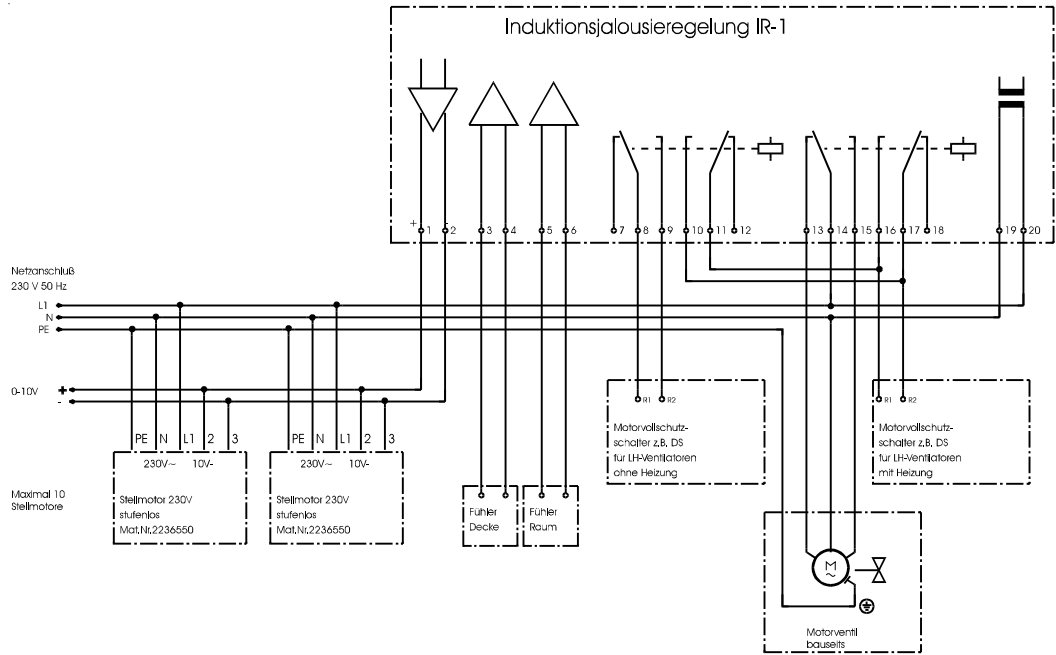 Induktionsjalousieregelung IR-1
+ -
1 2 3 4 5 6 7 8 9 10 11 12 13 14 15 16 17 18 19 20
Netzanschluß
230 V 50 Hz
L1
N
PE
0-10V
+
-
PE N L1 2 3
230V~ 10V-
Stellmotor 230V
stufenlos
Mat.Nr.2236550
PE N L1 2 3
230V~ 10V-
Stellmotor 230V
stufenlos
Mat.Nr.2236550
Maximal 10
Stellmotore
Fühler
Decke
Fühler
Raum
R1 R2
Motorvollschutz-
schalter z.B. DS
für LH-Ventilatoren
ohne Heizung
R1 R2
Motorvollschutz-
schalter z.B. DS
für LH-Ventilatoren
mit Heizung
M
~
Motorventil
bauseits